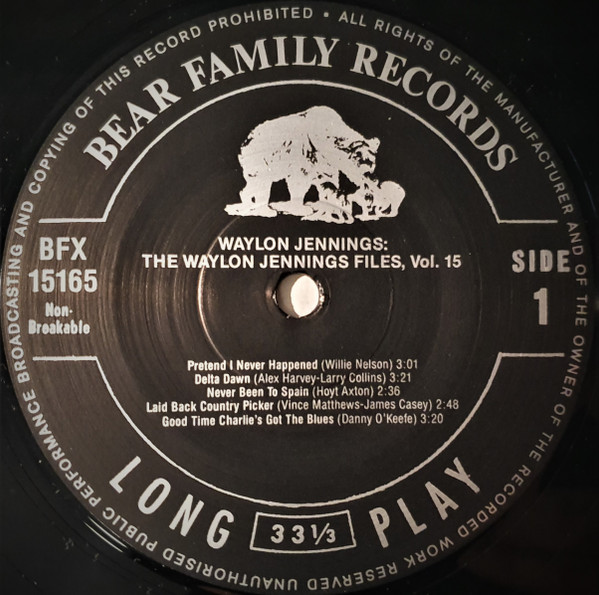 ALL RIGHTS OF THE MANUFACTURER AND OF THE OWNER OF THE RECORDED WORK RESERVED UNAUTHORISED PUBLIC PERFORMANCE BROADCASTING AND COPYING OF THIS RECORD PROHIBITED •
BEAR FAMILY RECORDS
WAYLON JENNINGS:
THE WAYLON JENNINGS FILES, Vol. 15
BFX
15165
Non-
Breakable
SIDE
1
Pretend I Never Happened (Willie Nelson) 3:01
Delta Dawn (Alex Harvey-Larry Collins) 3:21
Never Been To Spain (Hoyt Axton) 2:36
Laid Back Country Picker (Vince Matthews-James Casey) 2:48
Good Time Charlie's Got The Blues (Danny O'Keefe) 3:20
LONG PLAY
33 1/3